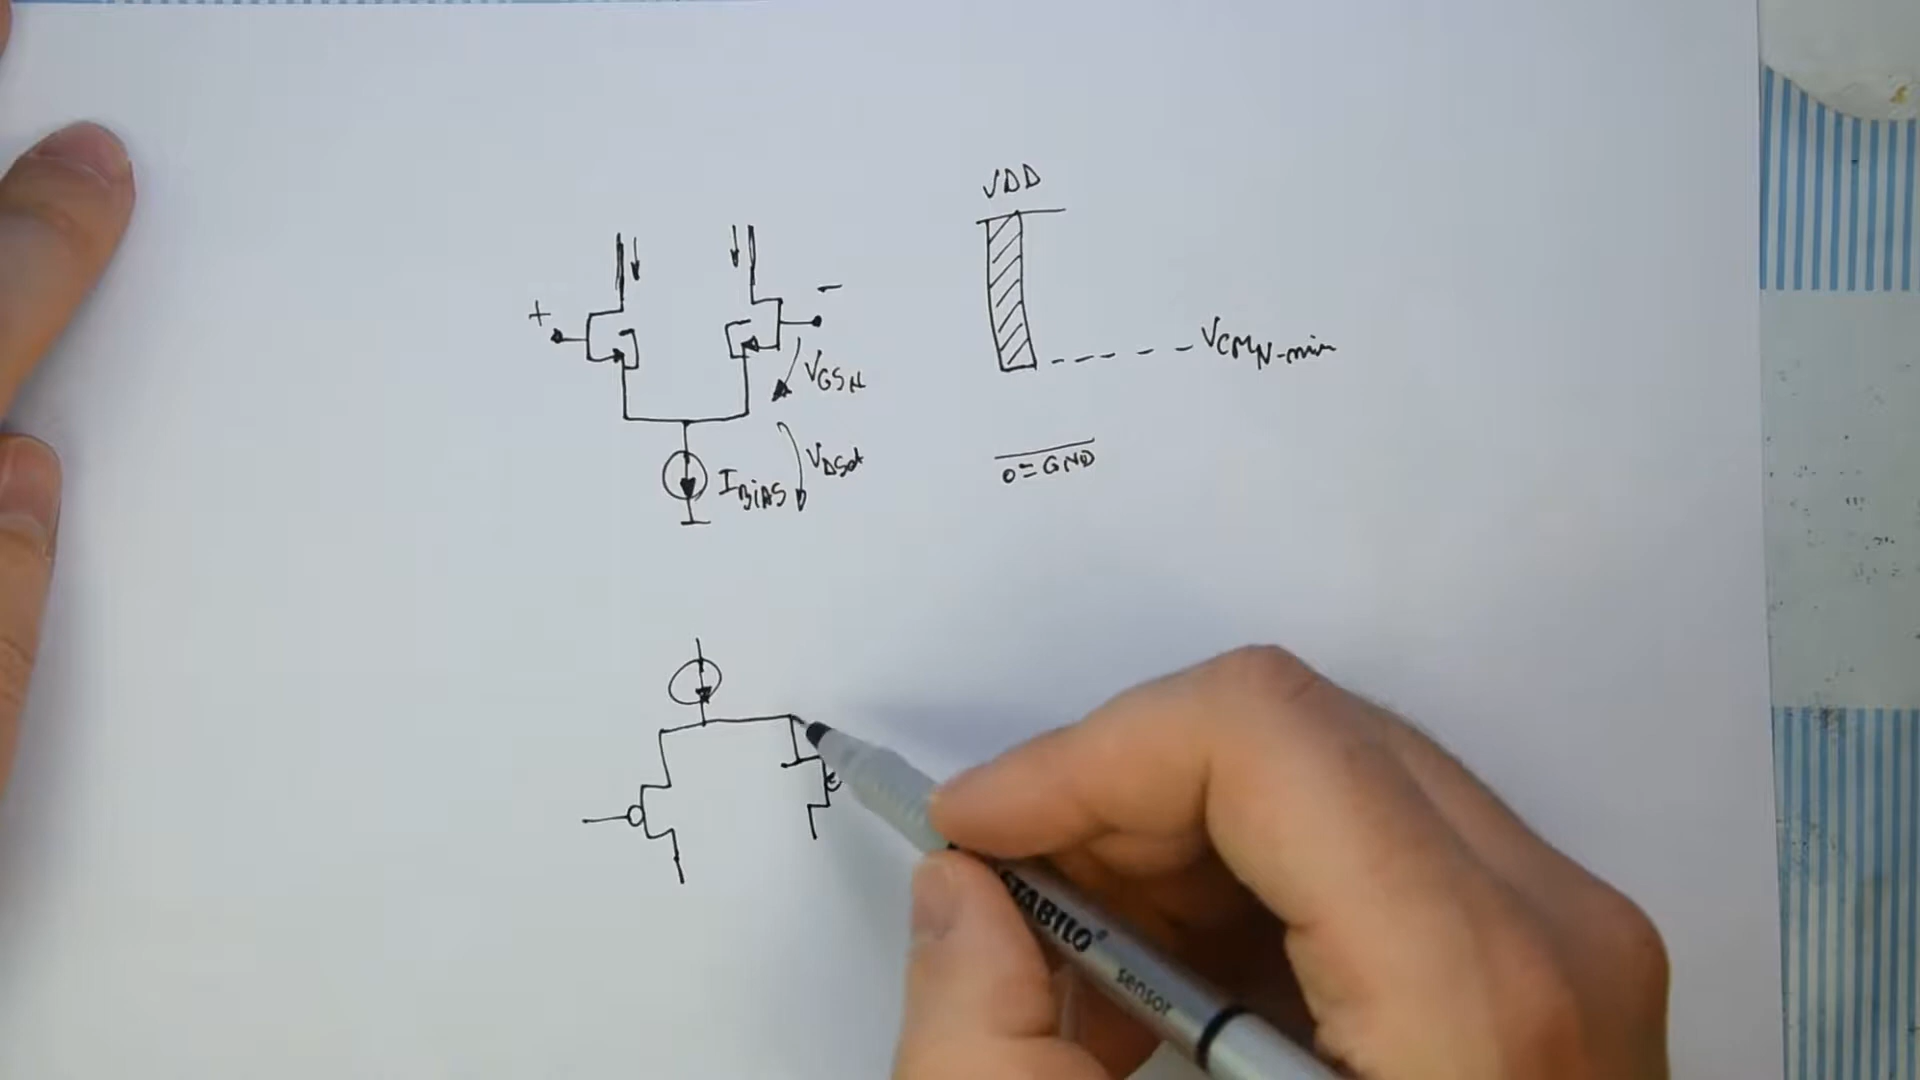 VDD
+
-
VCMN-min
VGSN
VDSat
0=GND
IBIAS
STABILO®
sensor